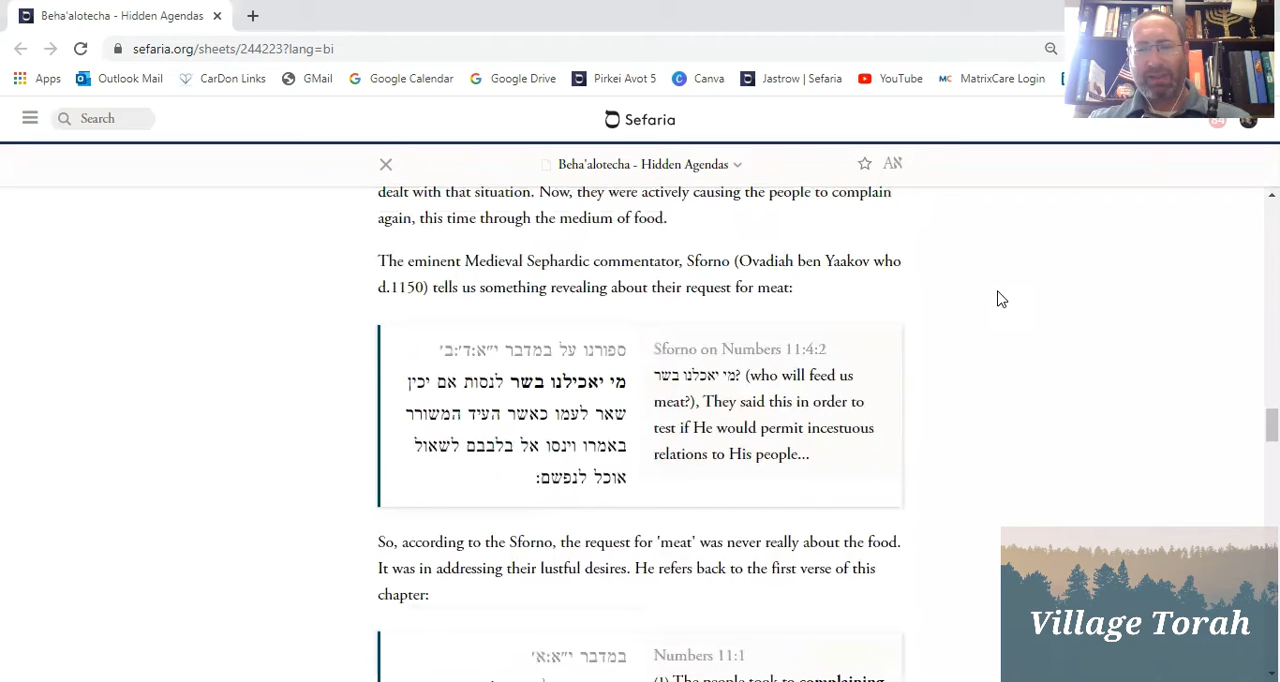 Beha'alotecha - Hidden Agendas
sefaria.org/sheets/244223?lang=bi
Apps Outlook Mail CarDon Links GMail Google Calendar Google Drive Pirkei Avot 5 Canva Jastrow | Sefaria YouTube MatrixCare Login
Search
Sefaria
84
Beha'alotecha - Hidden Agendas
אA
dealt with that situation. Now, they were actively causing the people to complain
again, this time through the medium of food.
The eminent Medieval Sephardic commentator, Sforno (Ovadiah ben Yaakov who
d.1150) tells us something revealing about their request for meat:
ספורנו על במדבר י״א:ד׳:ב׳
מי יאכילנו בשר לנסות אם יכין
שאר לעמו כאשר העיד המשורר
באמרו וינסו אל בלבבם לשאול
אוכל לנפשם:
Sforno on Numbers 11:4:2
מי יאכלנו בשר? (who will feed us
meat?), They said this in order to
test if He would permit incestuous
relations to His people...
So, according to the Sforno, the request for 'meat' was never really about the food.
It was in addressing their lustful desires. He refers back to the first verse of this
chapter:
במדבר י״א:א׳
Numbers 11:1
(1) The people took to complaining
Village Torah